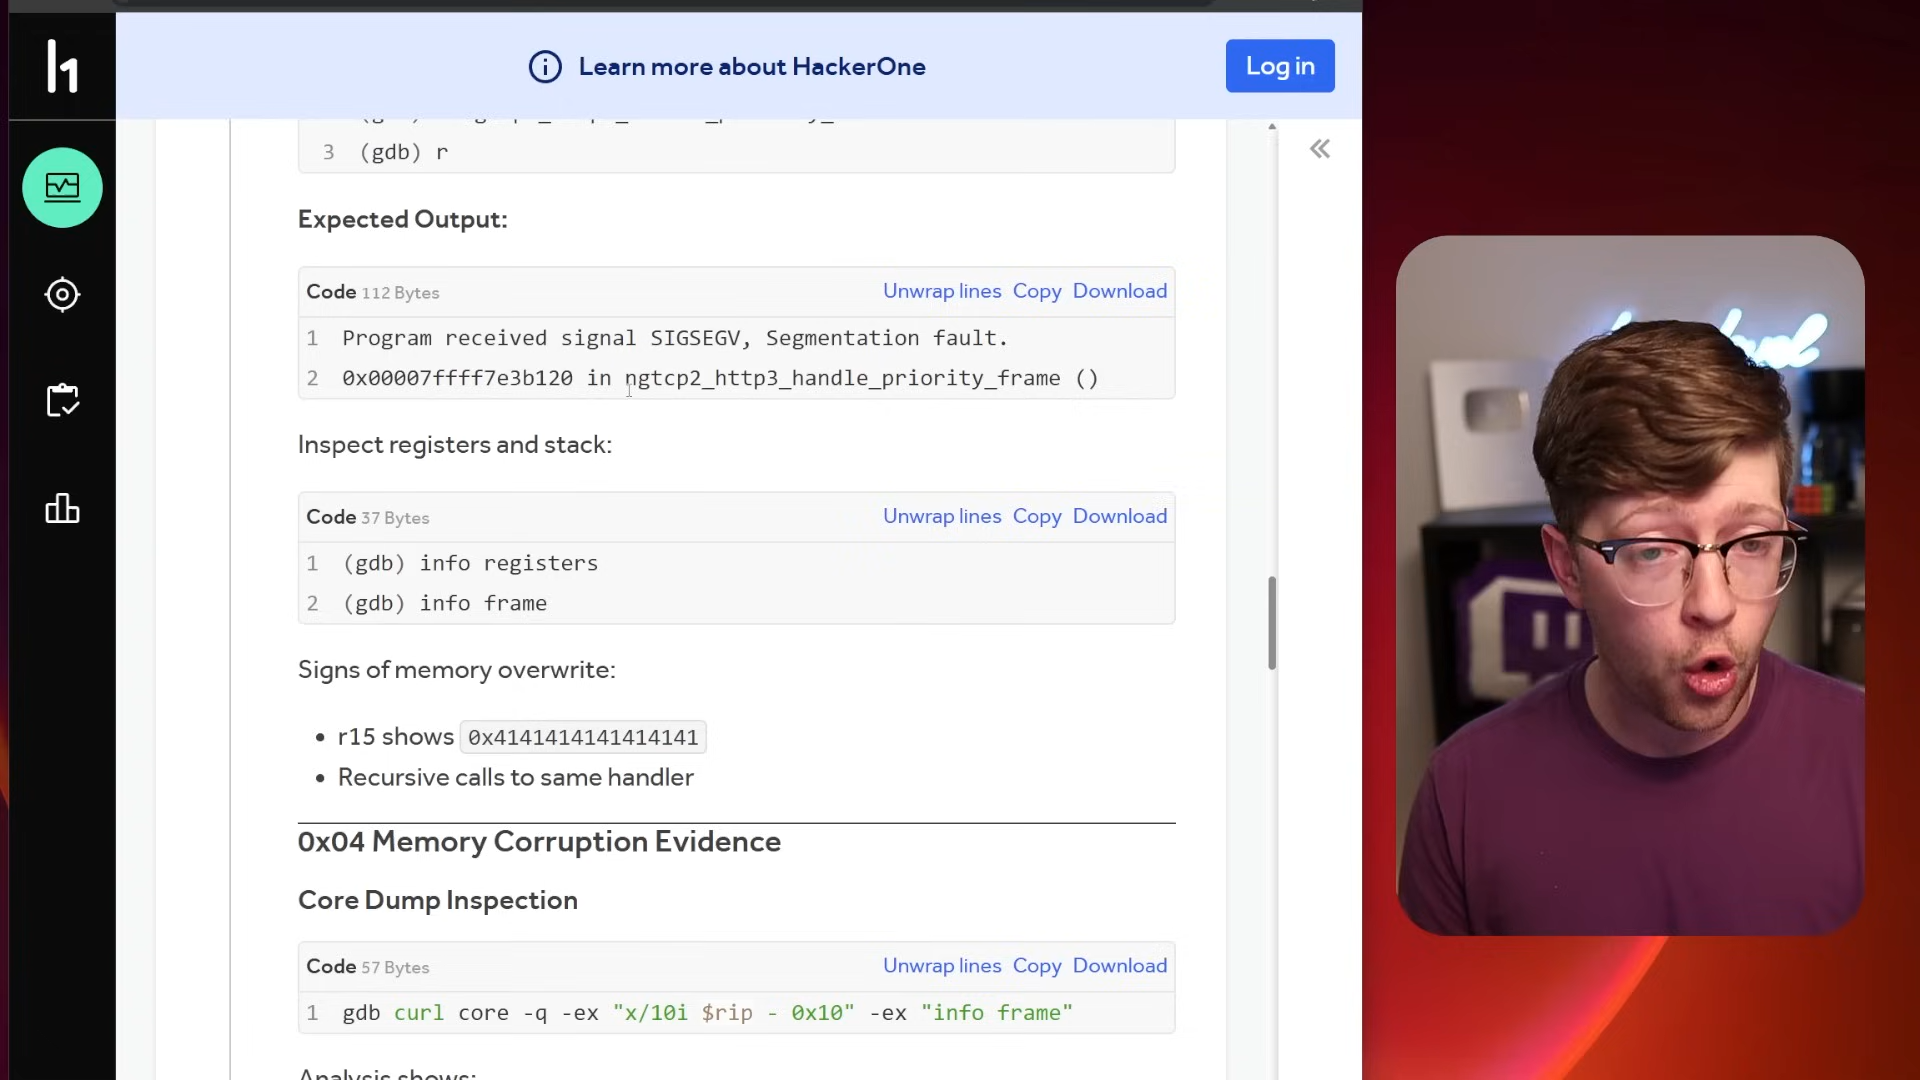 h1
Learn more about HackerOne
Log in
3 (gdb) r
Expected Output:
Code 112 Bytes Unwrap lines Copy Download
1 Program received signal SIGSEGV, Segmentation fault.
2 0x00007ffff7e3b120 in ngtcp2_http3_handle_priority_frame ()
Inspect registers and stack:
Code 37 Bytes Unwrap lines Copy Download
1 (gdb) info registers
2 (gdb) info frame
Signs of memory overwrite:
• r15 shows 0x4141414141414141
• Recursive calls to same handler
0x04 Memory Corruption Evidence
Core Dump Inspection
Code 57 Bytes Unwrap lines Copy Download
1 gdb curl core -q -ex "x/10i $rip - 0x10" -ex "info frame"
Analysis shows: